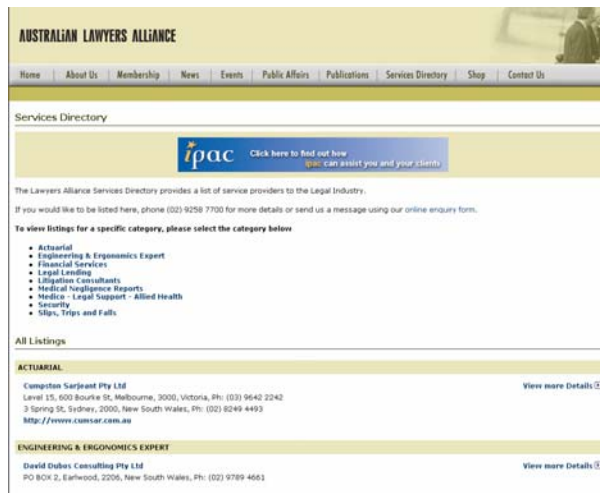 AUSTRALiAN LAWYERS ALLiANCE
Home | About Us | Membership | News | Events | Public Affairs | Publications | Services Directory | Shop | Contact Us
Services Directory
ipac Click here to find out how
ipac can assist you and your clients
The Lawyers Alliance Services Directory provides a list of service providers to the Legal Industry.
If you would like to be listed here, phone (02) 9258 7700 for more details or send us a message using our online enquiry form.
To view listings for a specific category, please select the category below
• Actuarial
• Engineering & Ergonomics Expert
• Financial Services
• Legal Lending
• Litigation Consultants
• Medical Negligence Reports
• Medico - Legal Support - Allied Health
• Security
• Slips, Trips and Falls
All Listings
ACTUARIAL
Cumpston Sarjeant Pty Ltd View more Details
Level 15, 600 Bourke St, Melbourne, 3000, Victoria, Ph: (03) 9642 2242
3 Spring St, Sydney, 2000, New South Wales, Ph: (02) 8249 4493
http://www.cumsar.com.au
ENGINEERING & ERGONOMICS EXPERT
David Dubos Consulting Pty Ltd View more Details
PO BOX 2, Earlwood, 2206, New South Wales, Ph: (02) 9789 4661